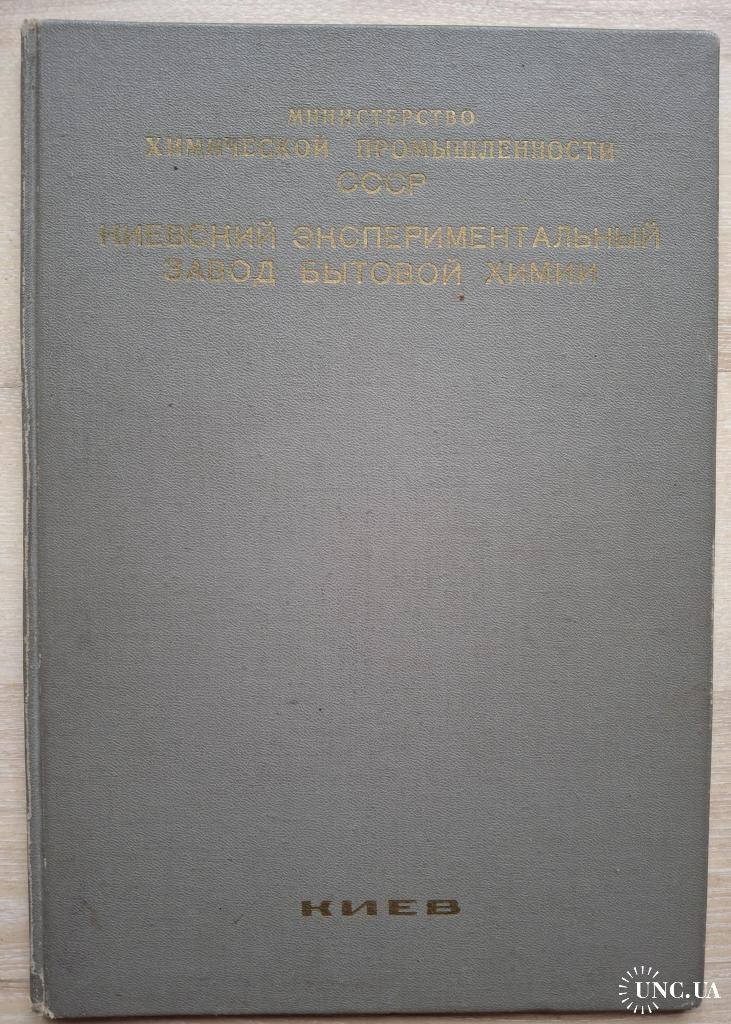 МИНИСТЕРСТВО
ХИМИЧЕСКОЙ ПРОМЫШЛЕННОСТИ
СССР
КИЕВСКИЙ ЭКСПЕРИМЕНТАЛЬНЫЙ
ЗАВОД БЫТОВОЙ ХИМИИ
КИЕВ
UNC.UA